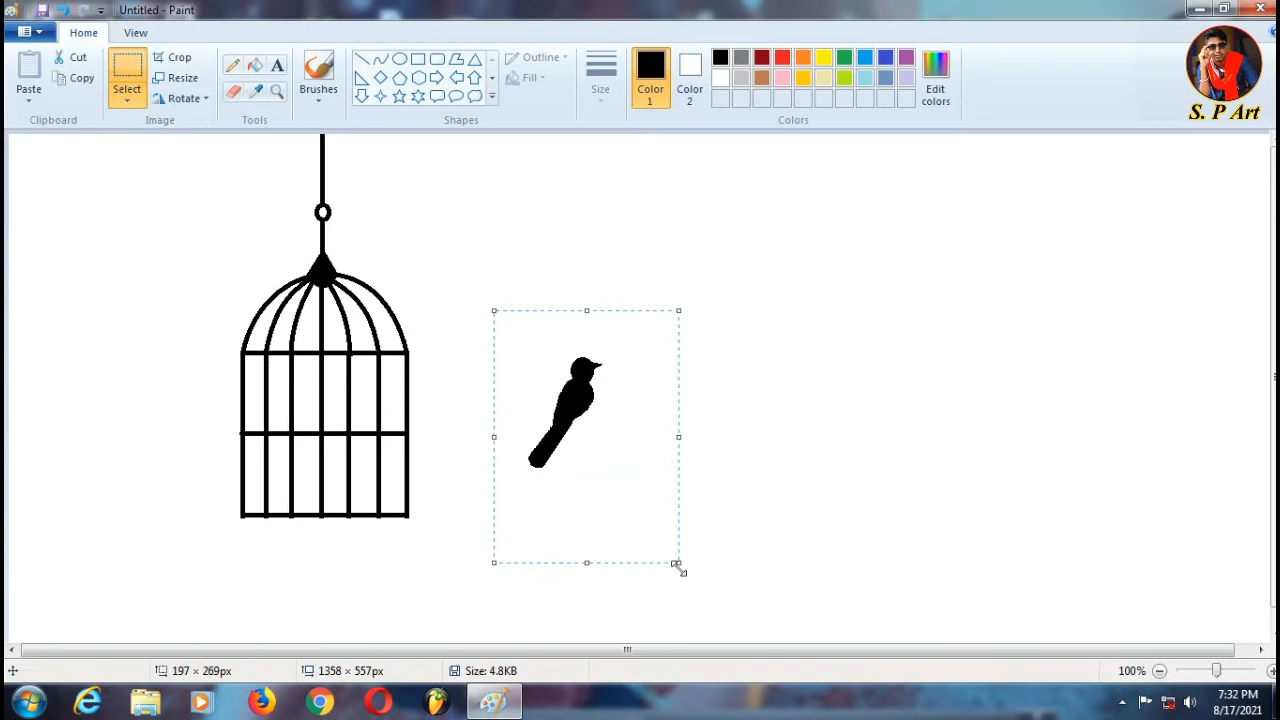 Untitled - Paint
Home View
Paste
Cut
Copy
Clipboard
Select
Crop
Resize
Rotate
Image
A
Tools
Brushes
Shapes
Outline
Fill
Size
Color 1
Color 2
Edit colors
Colors
S. P Art
197 × 269px
1358 × 557px
Size: 4.8KB
100%
7:32 PM
8/17/2021